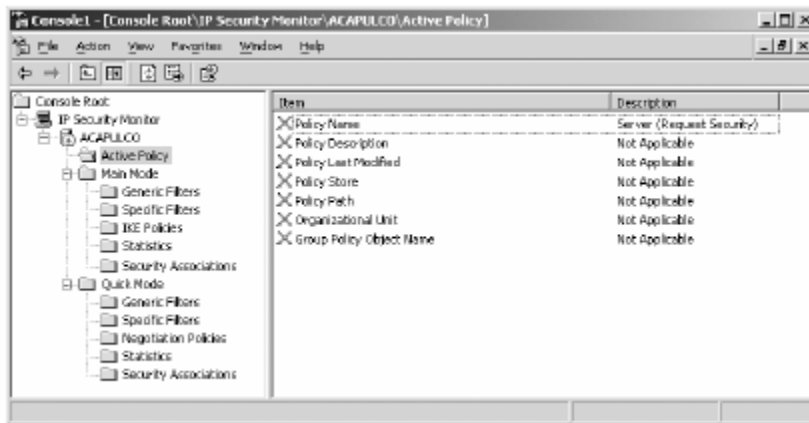 Console1 - [Console Root\IP Security Monitor\ACAPULCO\Active Policy]
File Action View Favorites Window Help
Console Root
IP Security Monitor
ACAPULCO
Active Policy
Main Mode
Generic Filters
Specific Filters
IKE Policies
Statistics
Security Associations
Quick Mode
Generic Filters
Specific Filters
Negotiation Policies
Statistics
Security Associations
Item Description
Policy Name Server (Request Security)
Policy Description Not Applicable
Policy Last Modified Not Applicable
Policy Store Not Applicable
Policy Path Not Applicable
Organizational Unit Not Applicable
Group Policy Object Name Not Applicable